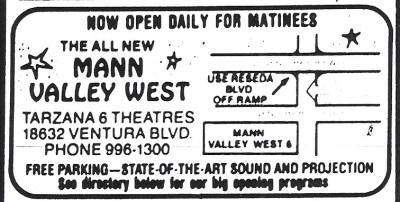 NOW OPEN DAILY FOR MATINEES
THE ALL NEW
MANN
VALLEY WEST
TARZANA 6 THEATRES
18632 VENTURA BLVD.
PHONE 996-1300
USE RESEDA
BLVD
OFF RAMP
MANN
VALLEY WEST 6
FREE PARKING—STATE-OF-THE-ART SOUND AND PROJECTION
See directory below for our big opening programs